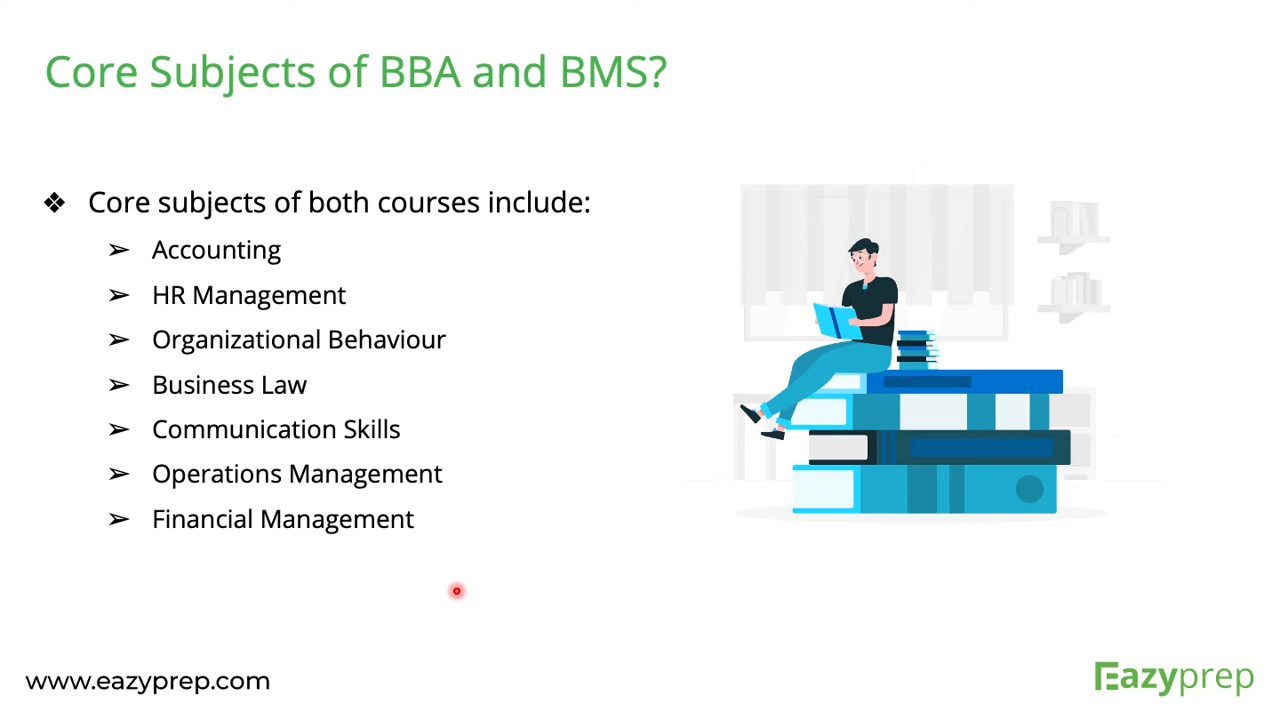 Core Subjects of BBA and BMS?
❖ Core subjects of both courses include:
➢ Accounting
➢ HR Management
➢ Organizational Behaviour
➢ Business Law
➢ Communication Skills
➢ Operations Management
➢ Financial Management
www.eazyprep.com
Eazyprep